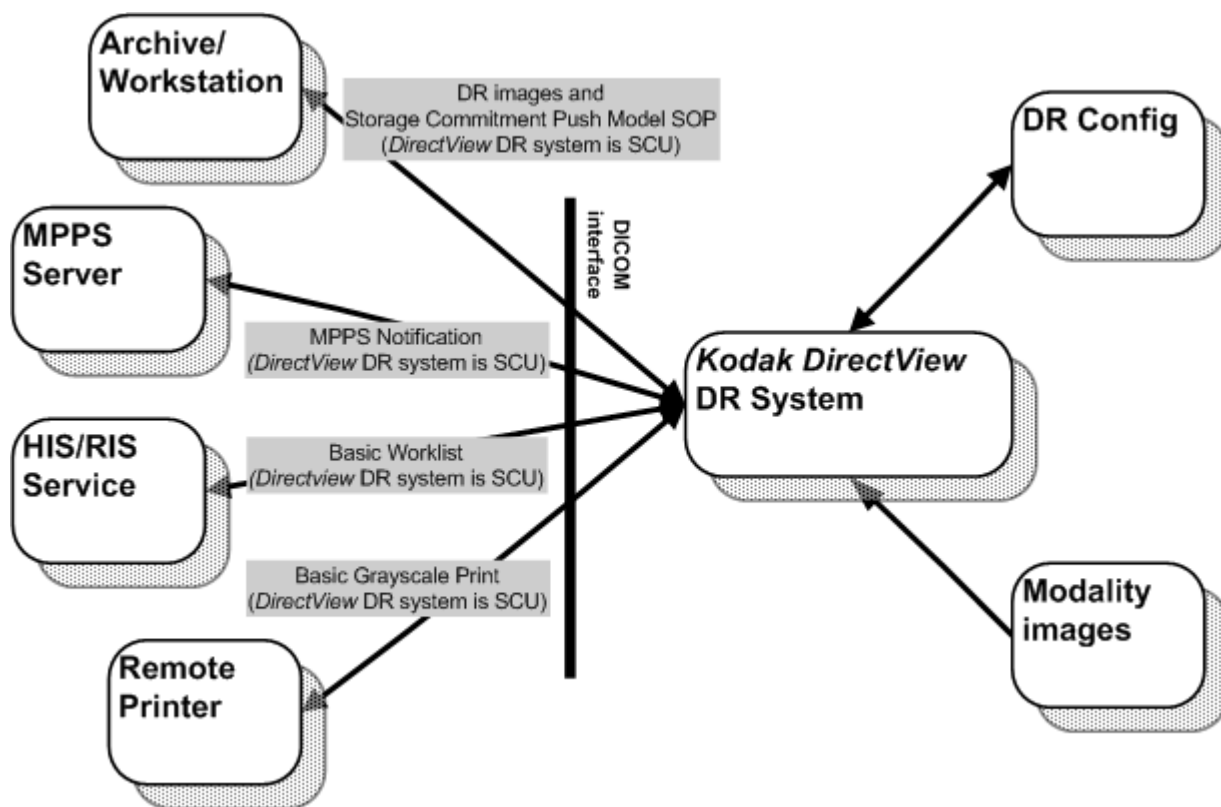 Archive/
Workstation
DR images and
Storage Commitment Push Model SOP
(DirectView DR system is SCU)
DR Config
MPPS
Server
DICOM
interface
MPPS Notification
(DirectView DR system is SCU)
Kodak DirectView
DR System
HIS/RIS
Service
Basic Worklist
(Directview DR system is SCU)
Basic Grayscale Print
(DirectView DR system is SCU)
Modality
images
Remote
Printer